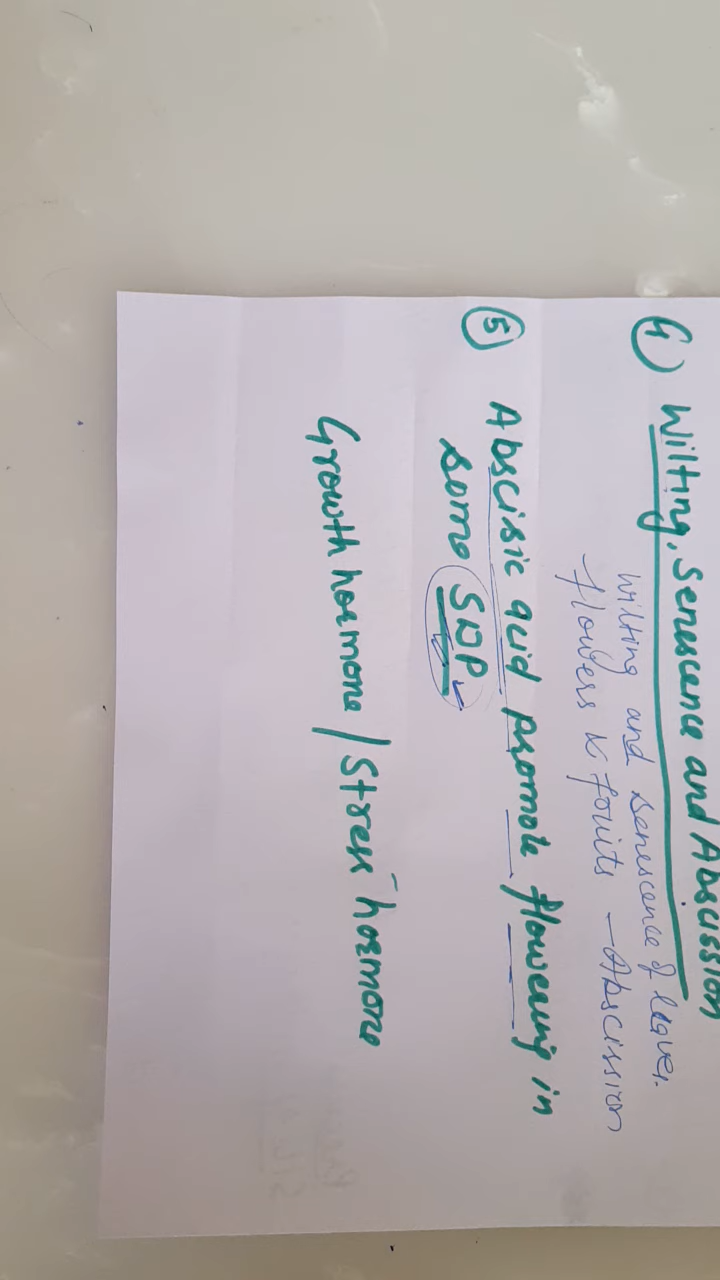 (4) Wilting, Senescence and Abscission
wilting and senescence of leaves.
flowers & fruits - Abscission
(5) Abscisic acid promote flowering in
some SDP
Growth hormone / Stress hormone